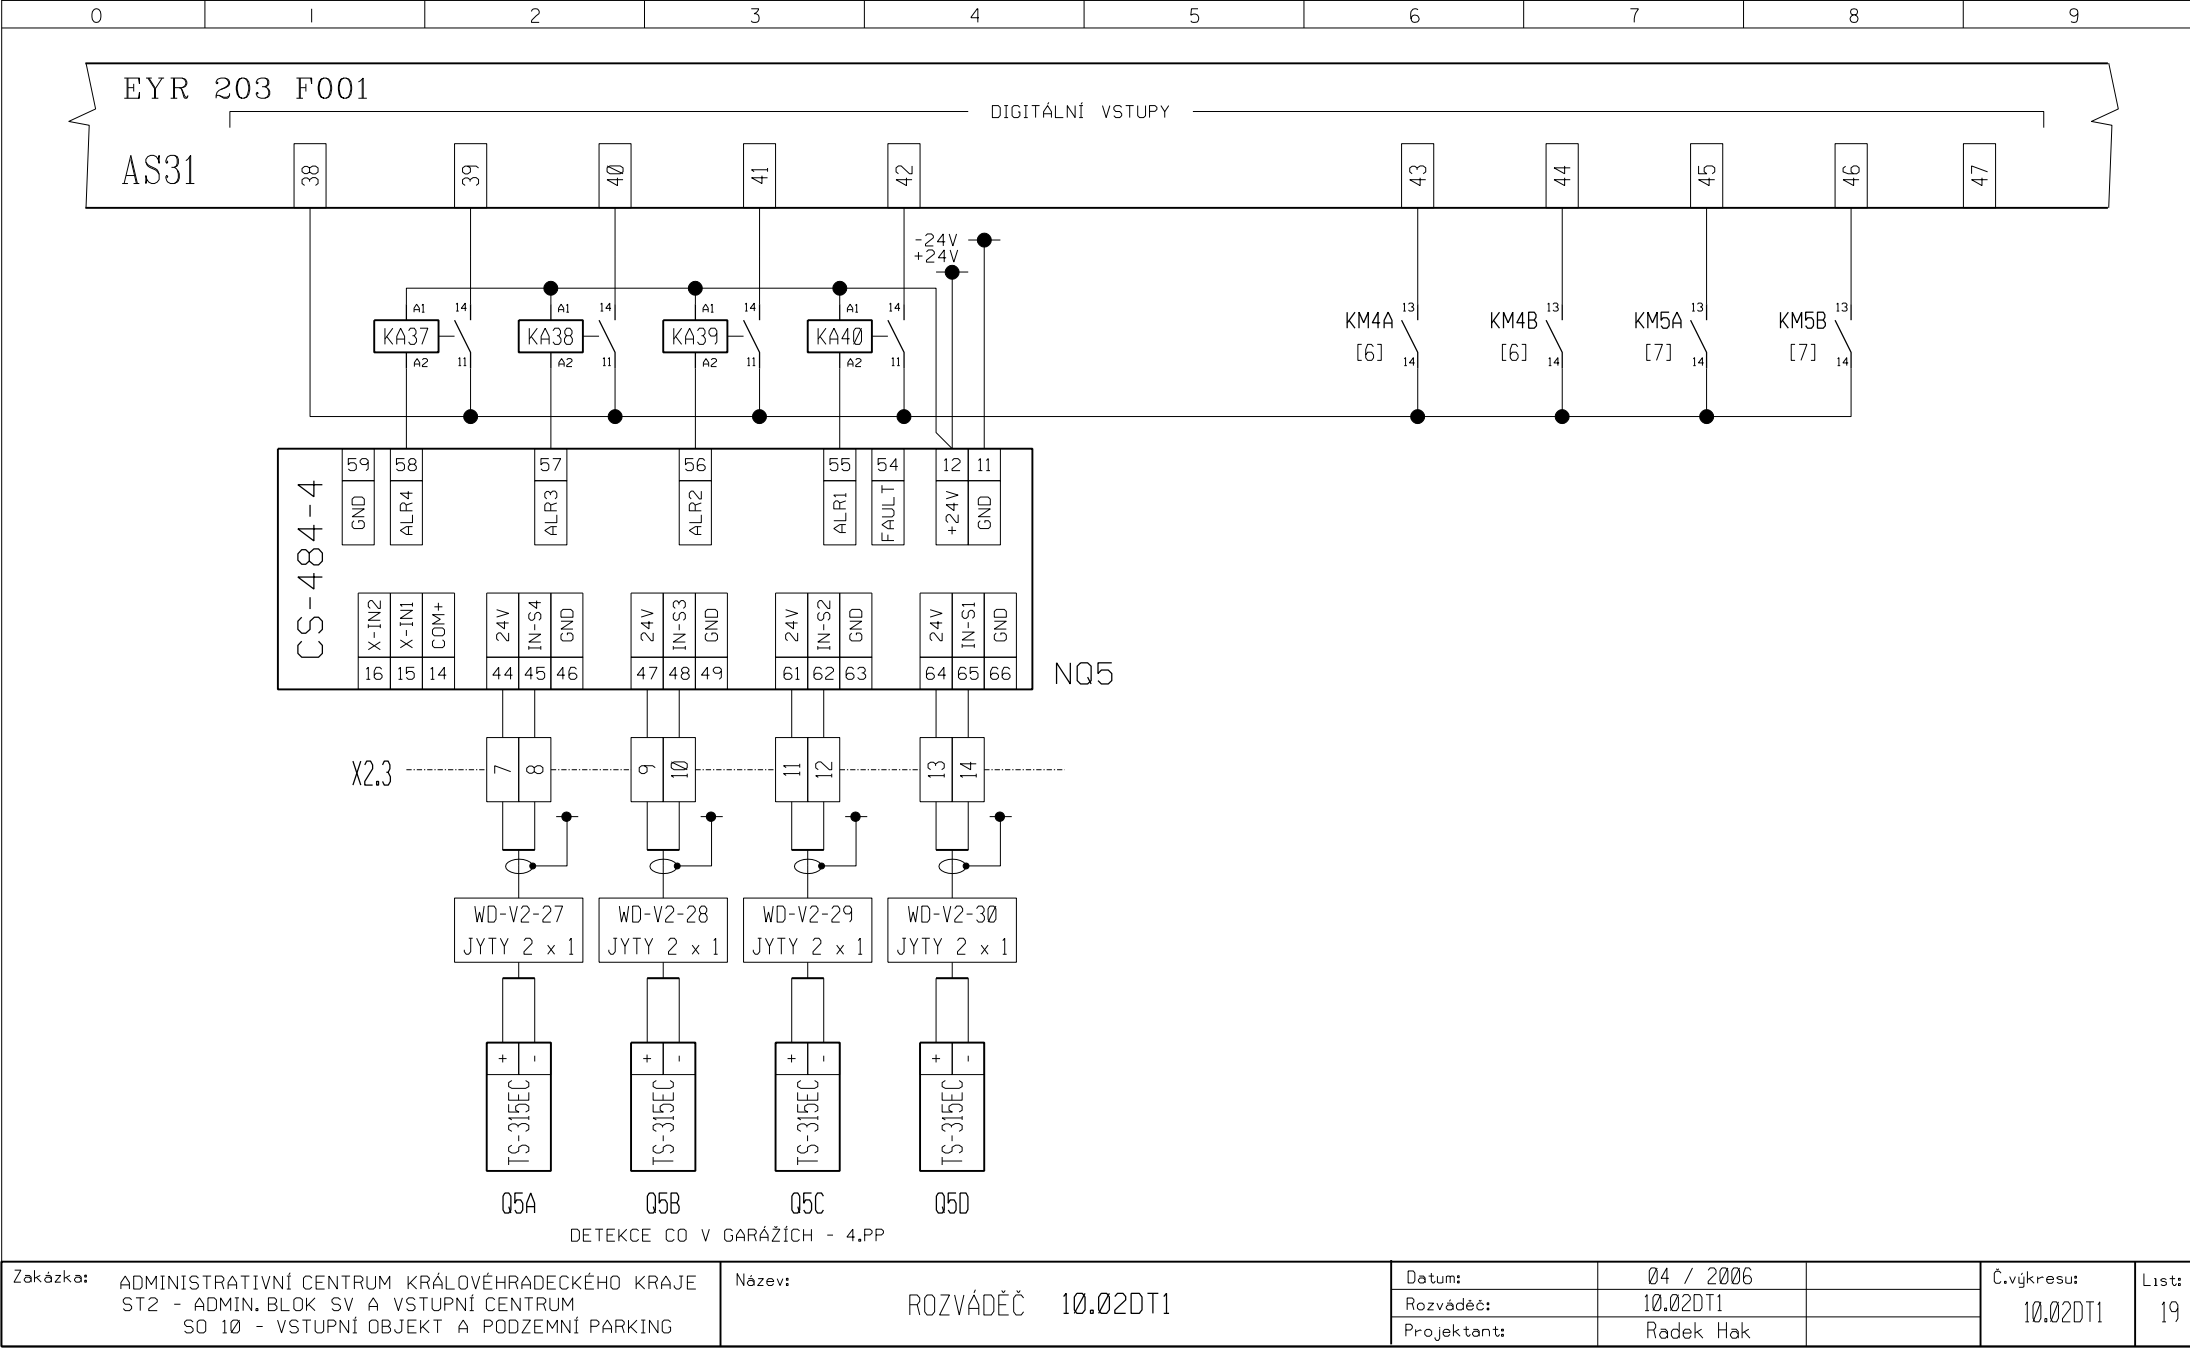 0 1 2 3 4 5 6 7 8 9
EYR 203 F001
DIGITÁLNÍ VSTUPY
AS31
38 39 40 41 42 43 44 45 46 47
-24V
+24V
A1 14 A1 14 A1 14 A1 14 13 13 13 13
KA37 KA38 KA39 KA40 KM4A KM4B KM5A KM5B
[6] [6] [7] [7]
A2 11 A2 11 A2 11 A2 11 14 14 14 14
59 58 57 56 55 54 12 11
GND ALR4 ALR3 ALR2 ALR1 FAULT +24V GND
CS-484-4
X-IN2 X-IN1 COM+ 24V IN-S4 GND 24V IN-S3 GND 24V IN-S2 GND 24V IN-S1 GND
16 15 14 44 45 46 47 48 49 61 62 63 64 65 66
NQ5
X2.3 7 8 9 10 11 12 13 14
WD-V2-27 WD-V2-28 WD-V2-29 WD-V2-30
JYTY 2 x 1 JYTY 2 x 1 JYTY 2 x 1 JYTY 2 x 1
+ - + - + - + -
TS-315EC TS-315EC TS-315EC TS-315EC
Q5A Q5B Q5C Q5D
DETEKCE CO V GARÁŽÍCH - 4.PP
Zakázka: ADMINISTRATIVNÍ CENTRUM KRÁLOVÉHRADECKÉHO KRAJE
ST2 - ADMIN. BLOK SV A VSTUPNÍ CENTRUM
SO 10 - VSTUPNÍ OBJEKT A PODZEMNÍ PARKING
Název:
ROZVÁDĚČ 10.02DT1
Datum: 04 / 2006
Rozváděč: 10.02DT1
Projektant: Radek Hak
Č.výkresu:
10.02DT1
List:
19